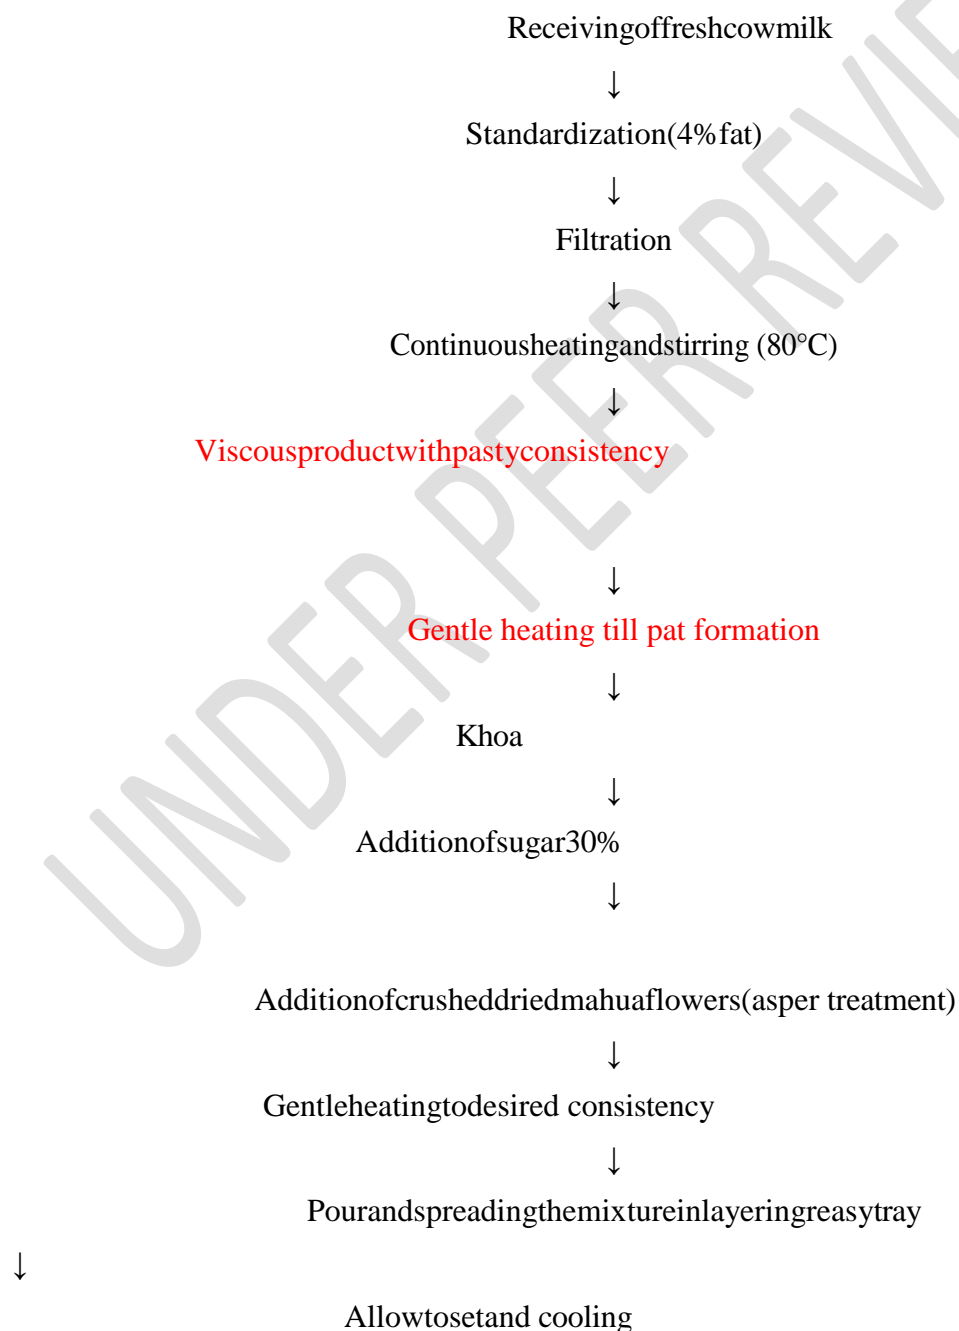 Receivingoffreshcowmilk
↓
Standardization(4%fat)
↓
Filtration
↓
Continuousheatingandstirring (80°C)
↓
Viscousproductwithpastyconsistency
↓
Gentle heating till pat formation
↓
Khoa
↓
Additionofsugar30%
↓
Additionofcrusheddriedmahuaflowers(asper treatment)
↓
Gentleheatingtodesired consistency
↓
Pourandspreadingthemixtureinlayeringreasytray
↓
Allowtosetand cooling
UNDER PEER REVIE